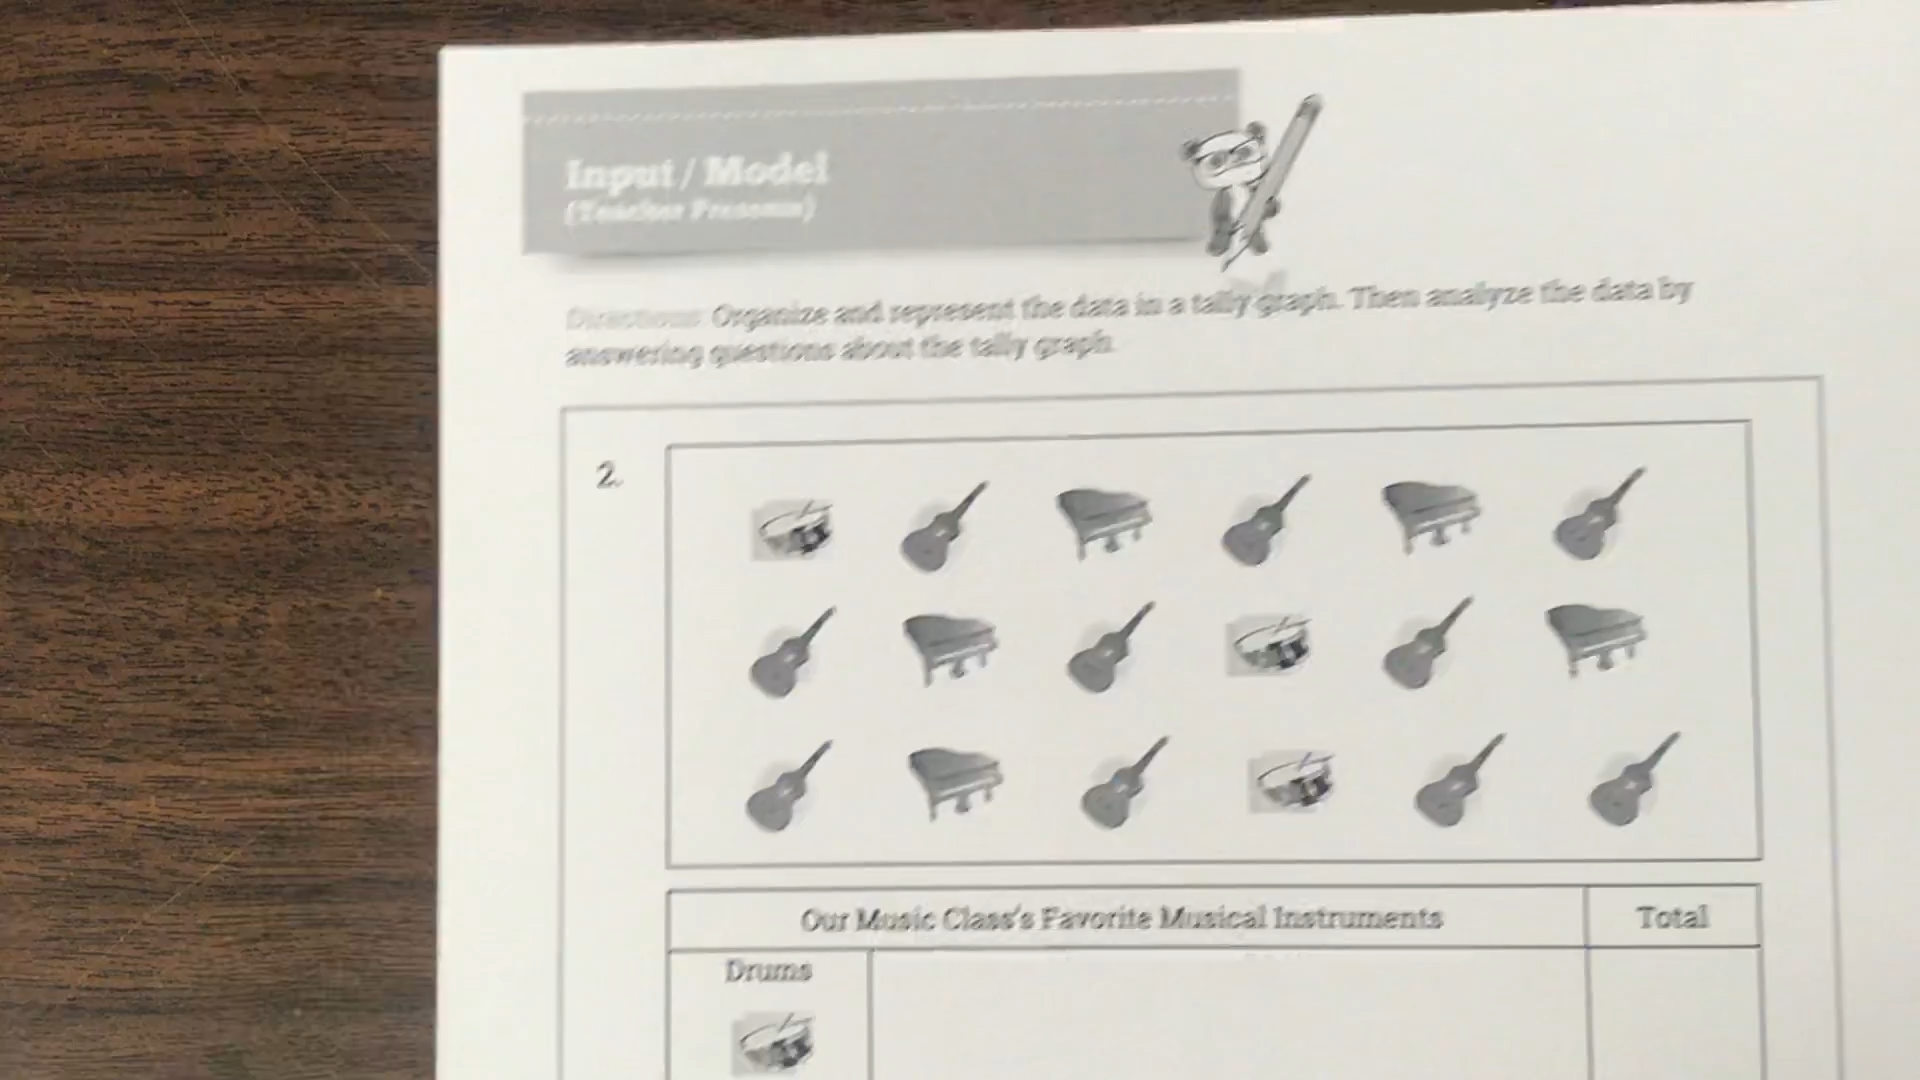 Input / Model
(Teacher Presents)
Directions: Organize and represent the data in a tally graph. Then analyze the data by
answering questions about the tally graph.
2.
Our Music Class's Favorite Musical Instruments
Total
Drums